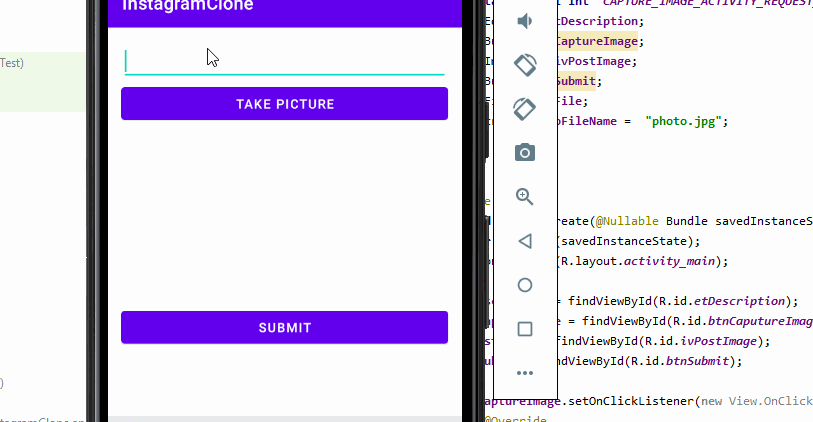 InstagramClone
TAKE PICTURE
SUBMIT
Test)
)
int CAPTURE_IMAGE_ACTIVITY_REQUEST_
tDescription;
CaptureImage;
ivPostImage;
Submit;
File;
oFileName = "photo.jpg";
reate(@Nullable Bundle savedInstanceS
(savedInstanceState);
(R.layout.activity_main);
= findViewById(R.id.etDescription);
= findViewById(R.id.btnCaputureImag
findViewById(R.id.ivPostImage);
ndViewById(R.id.btnSubmit);
aptureImage.setOnClickListener(new View.OnClick
@Override